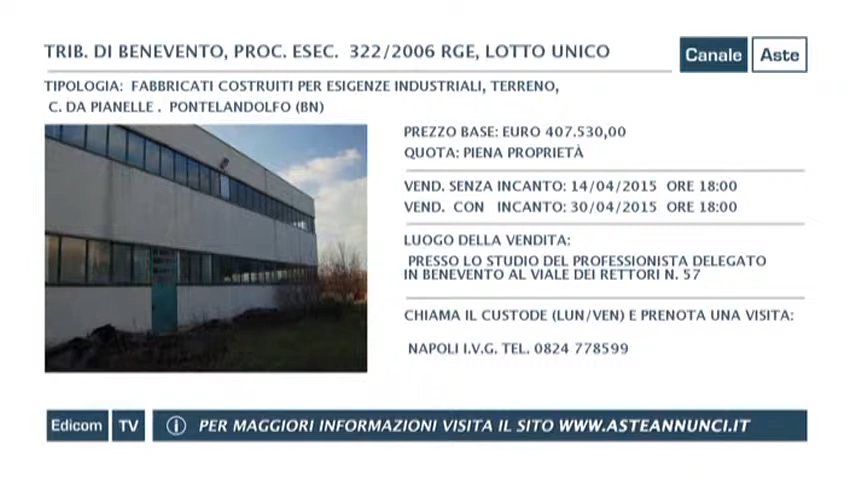 TRIB. DI BENEVENTO, PROC. ESEC. 322/2006 RGE, LOTTO UNICO
Canale Aste
TIPOLOGIA: FABBRICATI COSTRUITI PER ESIGENZE INDUSTRIALI, TERRENO,
C. DA PIANELLE . PONTELANDOLFO (BN)
PREZZO BASE: EURO 407.530,00
QUOTA: PIENA PROPRIETÀ
VEND. SENZA INCANTO: 14/04/2015 ORE 18:00
VEND. CON INCANTO: 30/04/2015 ORE 18:00
LUOGO DELLA VENDITA:
PRESSO LO STUDIO DEL PROFESSIONISTA DELEGATO
IN BENEVENTO AL VIALE DEI RETTORI N. 57
CHIAMA IL CUSTODE (LUN/VEN) E PRENOTA UNA VISITA:
NAPOLI I.V.G. TEL. 0824 778599
Edicom TV i PER MAGGIORI INFORMAZIONI VISITA IL SITO WWW.ASTEANNUNCI.IT